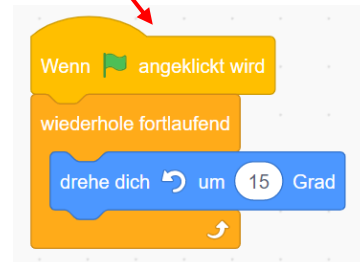 Wenn angeklickt wird
wiederhole fortlaufend
drehe dich um 15 Grad